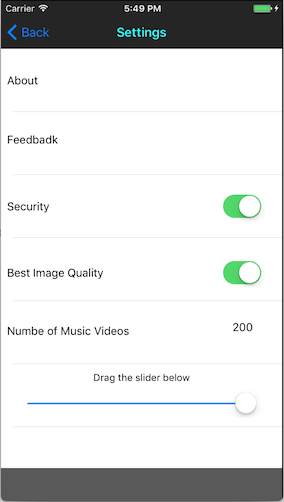 Carrier 5:49 PM
Back Settings
About
Feedbadk
Security
Best Image Quality
Numbe of Music Videos 200
Drag the slider below